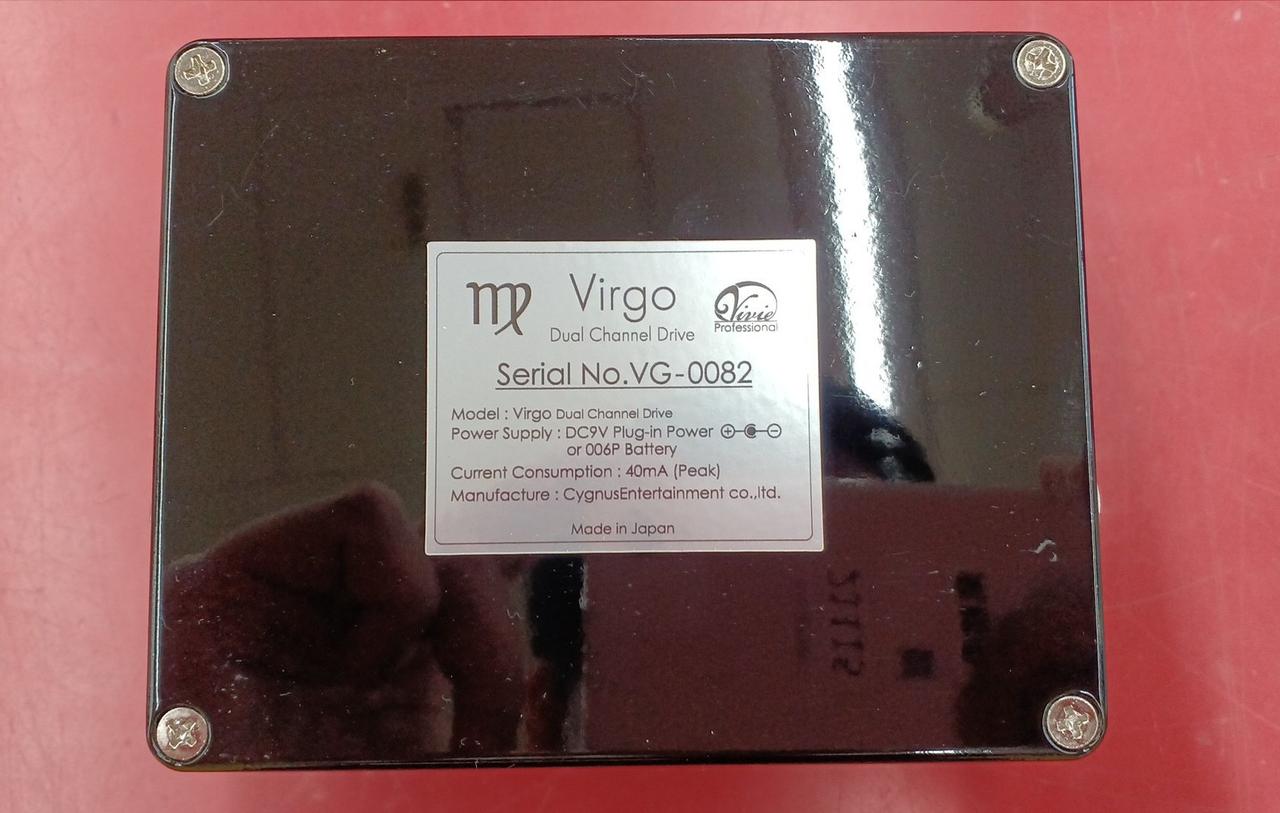 Virgo
Vivie
Professional
Dual Channel Drive
Serial No.VG-0082
Model : Virgo Dual Channel Drive
Power Supply : DC9V Plug-in Power
or 006P Battery
Current Consumption : 40mA (Peak)
Manufacture : CygnusEntertainment co.,ltd.
Made in Japan